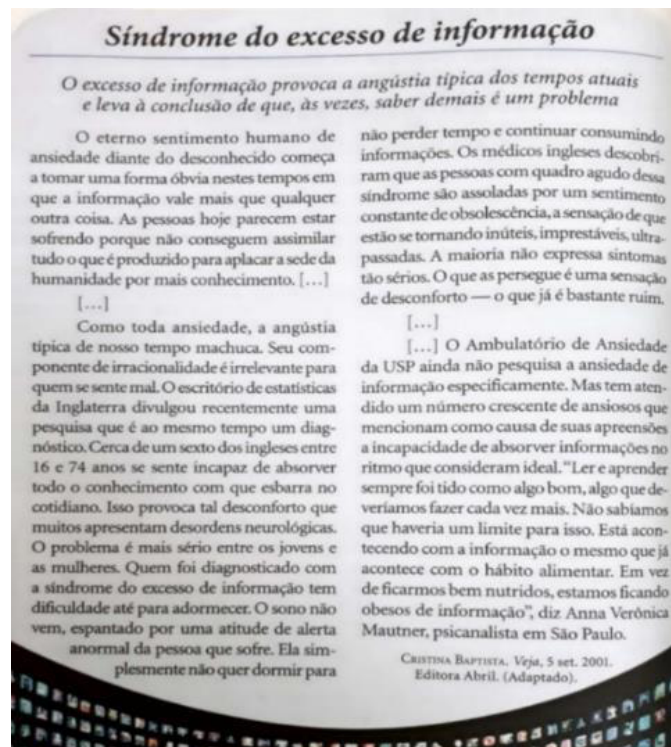 Síndrome do excesso de informação
O excesso de informação provoca a angústia típica dos tempos atuais
e leva à conclusão de que, às vezes, saber demais é um problema
O eterno sentimento humano de
ansiedade diante do desconhecido começa
a tomar uma forma óbvia nestes tempos em
que a informação vale mais que qualquer
outra coisa. As pessoas hoje parecem estar
sofrendo porque não conseguem assimilar
tudo o que é produzido para aplacar a sede da
humanidade por mais conhecimento. [...]
[...]
Como toda ansiedade, a angústia
típica de nosso tempo machuca. Seu com-
ponente de irracionalidade é irrelevante para
quem se sente mal. O escritório de estatísticas
da Inglaterra divulgou recentemente uma
pesquisa que é ao mesmo tempo um diag-
nóstico. Cerca de um sexto dos ingleses entre
16 e 74 anos se sente incapaz de absorver
todo o conhecimento com que esbarra no
cotidiano. Isso provoca tal desconforto que
muitos apresentam desordens neurológicas.
O problema é mais sério entre os jovens e
as mulheres. Quem foi diagnosticado com
a síndrome do excesso de informação tem
dificuldade até para adormecer. O sono não
vem, espantado por uma atitude de alerta
anormal da pessoa que sofre. Ela sim-
plesmente não quer dormir para
não perder tempo e continuar consumindo
informações. Os médicos ingleses descobri-
ram que as pessoas com quadro agudo dessa
síndrome são assoladas por um sentimento
constante de obsolescência, a sensação de que
estão se tornando inúteis, imprestáveis, ultra-
passadas. A maioria não expressa sintomas
tão sérios. O que as persegue é uma sensação
de desconforto — o que já é bastante ruim.
[...]
[...] O Ambulatório de Ansiedade
da USP ainda não pesquisa a ansiedade de
informação especificamente. Mas tem aten-
dido um número crescente de ansiosos que
mencionam como causa de suas apreensões
a incapacidade de absorver informações no
ritmo que consideram ideal. "Ler e aprender
sempre foi tido como algo bom, algo que de-
veríamos fazer cada vez mais. Não sabíamos
que haveria um limite para isso. Está acon-
tecendo com a informação o mesmo que já
acontece com o hábito alimentar. Em vez
de ficarmos bem nutridos, estamos ficando
obesos de informação", diz Anna Verônica
Mautner, psicanalista em São Paulo.
CRISTINA BAPTISTA. Veja, 5 set. 2001.
Editora Abril. (Adaptado).